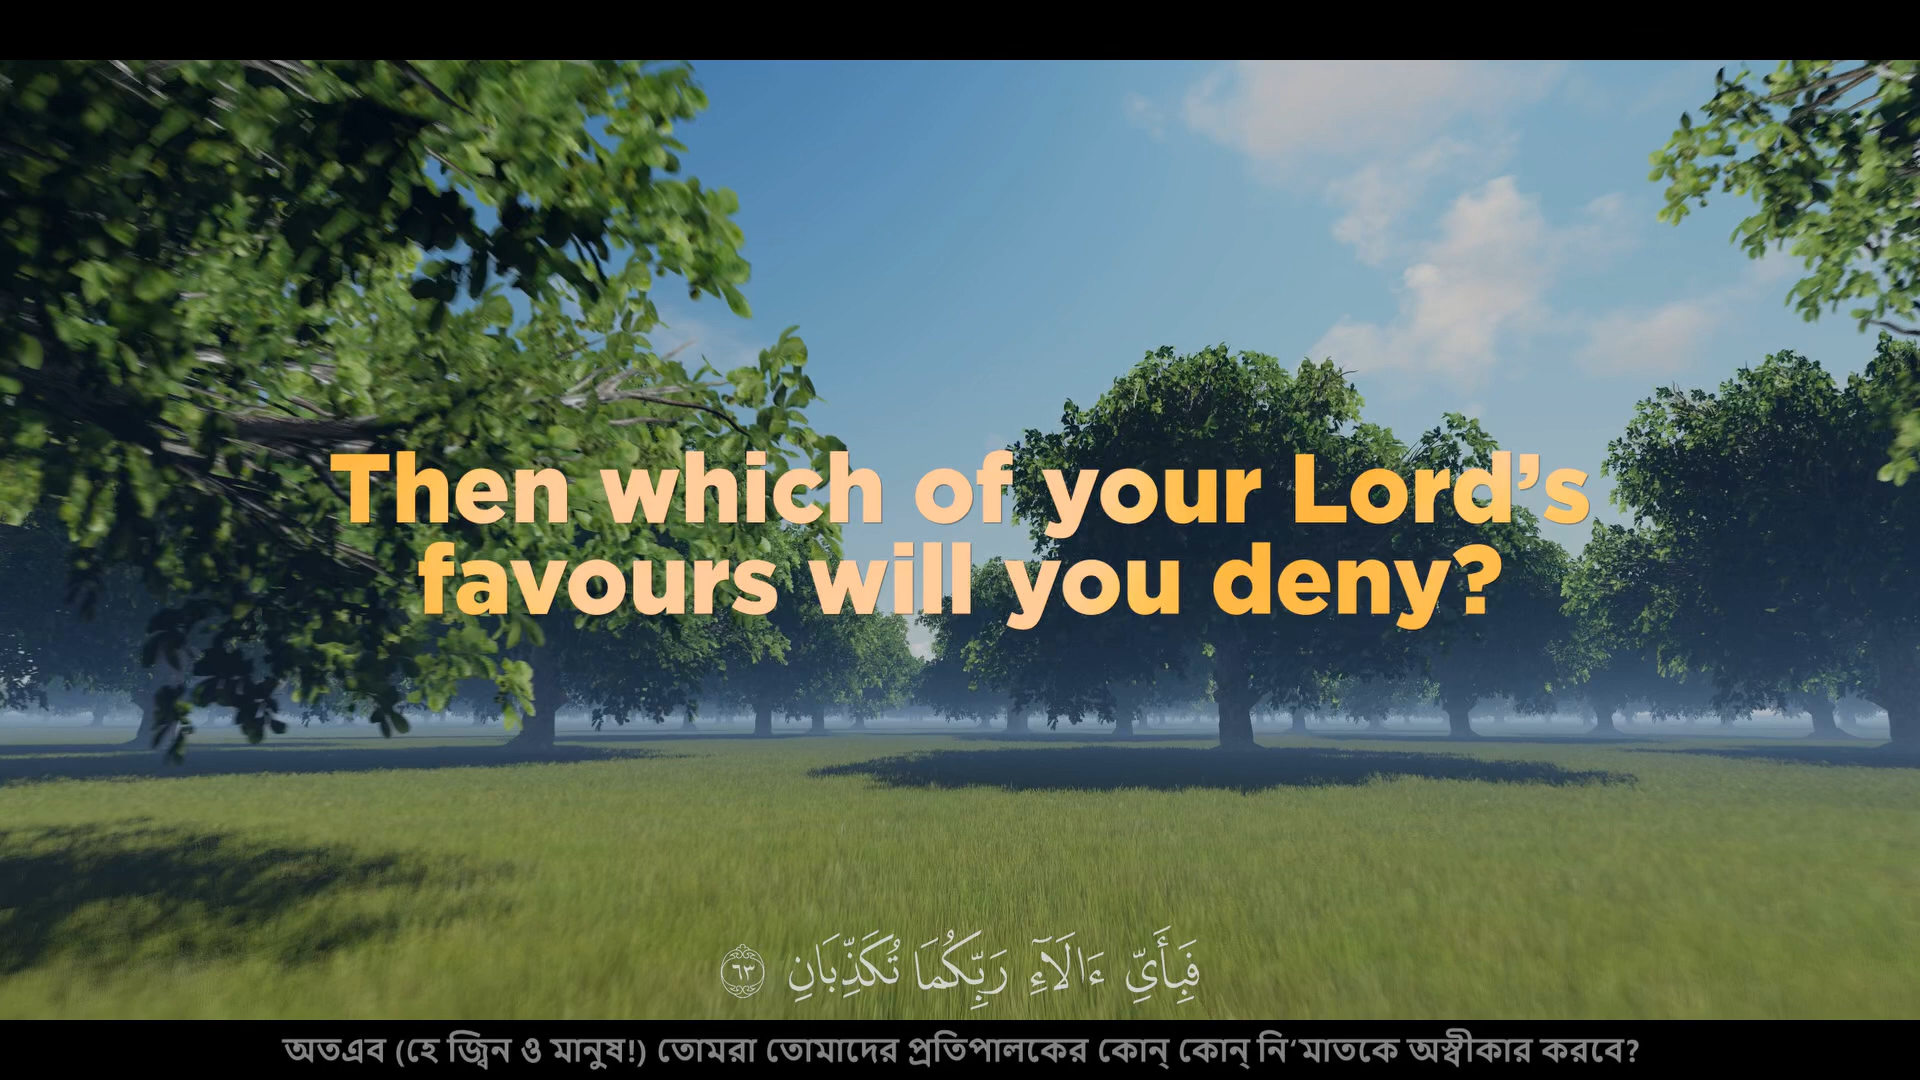 Then which of your Lord’s
favours will you deny?
فَبِأَيِّ ءَالَآءِ رَبِّكُمَا تُكَذِّبَانِ ٦٣
অতএব (হে জ্বিন ও মানুষ!) তোমরা তোমাদের প্রতিপালকের কোন্ কোন্ নি‘মাতকে অস্বীকার করবে?